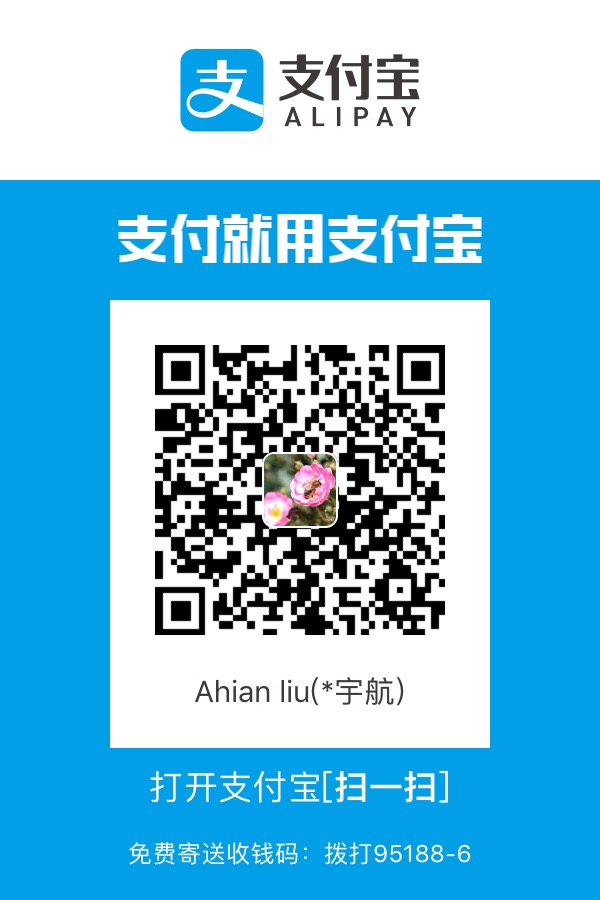 支
支付宝
ALIPAY
支付就用支付宝
Ahian liu(*宇航)
打开支付宝[扫一扫]
免费寄送收钱码：拨打95188-6